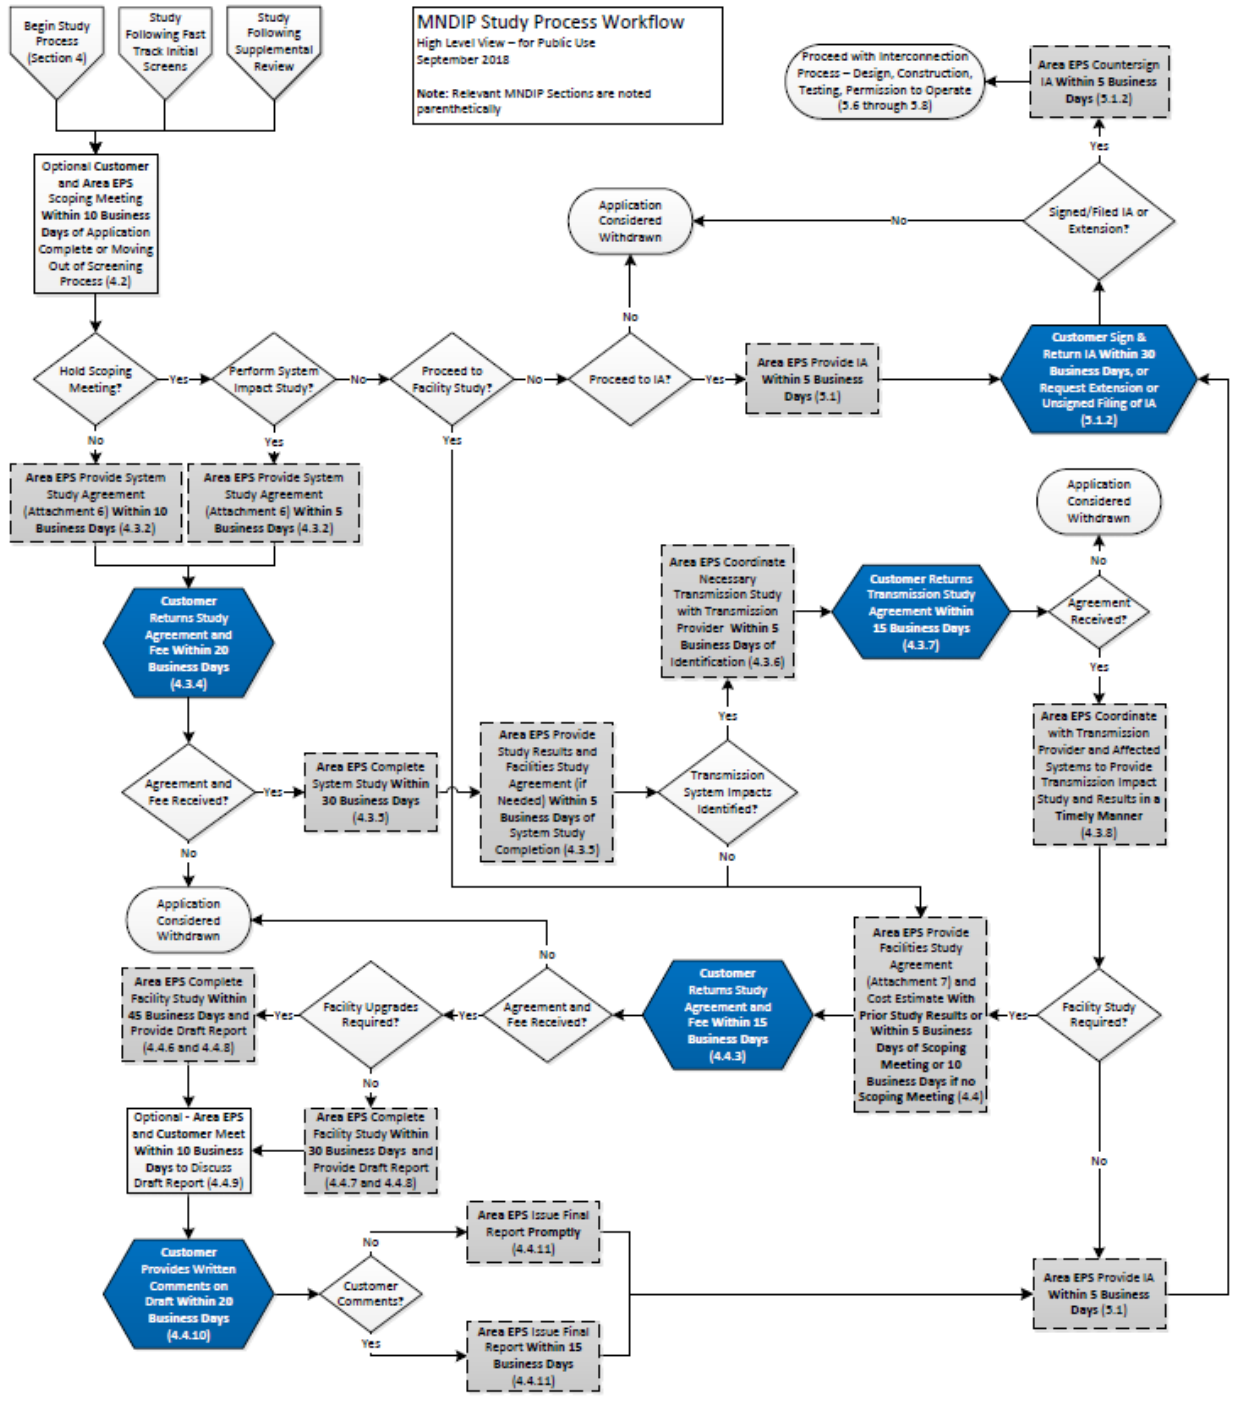 Begin Study
Process
(Section 4)
Study
Following Fast
Track Initial
Screens
Study
Following
Supplemental
Review
MNDIP Study Process Workflow
High Level View – for Public Use
September 2018
Note: Relevant MNDIP Sections are noted
parenthetically
Proceed with Interconnection
Process – Design, Construction,
Testing, Permission to Operate
(5.6 through 5.8)
Area EPS Countersign
IA Within 5 Business
Days (5.1.2)
Yes
Optional Customer
and Area EPS
Scoping Meeting
Within 10 Business
Days of Application
Complete or Moving
Out of Screening
Process (4.2)
Application
Considered
Withdrawn
No
Signed/Filed IA or
Extension?
No
Hold Scoping
Meeting?
Yes
Perform System
Impact Study?
No
Proceed to
Facility Study?
No
Proceed to IA?
Yes
Area EPS Provide IA
Within 5 Business
Days (5.1)
Customer Sign &
Return IA Within 30
Business Days, or
Request Extension or
Unsigned Filing of IA
(5.1.2)
No
Yes
Yes
Area EPS Provide System
Study Agreement
(Attachment 6) Within 10
Business Days (4.3.2)
Area EPS Provide System
Study Agreement
(Attachment 6) Within 5
Business Days (4.3.2)
Application
Considered
Withdrawn
No
Area EPS Coordinate
Necessary
Transmission Study
with Transmission
Provider Within 5
Business Days of
Identification (4.3.6)
Customer Returns
Transmission Study
Agreement Within
15 Business Days
(4.3.7)
Agreement
Received?
Yes
Customer
Returns Study
Agreement and
Fee Within 20
Business Days
(4.3.4)
Yes
Agreement and
Fee Received?
Yes
Area EPS Complete
System Study Within
30 Business Days
(4.3.5)
Area EPS Provide
Study Results and
Facilities Study
Agreement (if
Needed) Within 5
Business Days of
System Study
Completion (4.3.5)
Transmission
System Impacts
Identified?
Area EPS Coordinate
with Transmission
Provider and Affected
Systems to Provide
Transmission Impact
Study and Results in a
Timely Manner
(4.3.8)
No
No
Application
Considered
Withdrawn
No
Area EPS Complete
Facility Study Within
45 Business Days and
Provide Draft Report
(4.4.6 and 4.4.8)
Yes
Facility Upgrades
Required?
Yes
Agreement and
Fee Received?
Customer
Returns Study
Agreement and
Fee Within 15
Business Days
(4.4.3)
Area EPS Provide
Facilities Study
Agreement
(Attachment 7) and
Cost Estimate With
Prior Study Results or
Within 5 Business
Days of Scoping
Meeting or 10
Business Days if no
Scoping Meeting (4.4)
Yes
Facility Study
Required?
No
Optional - Area EPS
and Customer Meet
Within 10 Business
Days to Discuss
Draft Report (4.4.9)
Area EPS Complete
Facility Study Within
30 Business Days and
Provide Draft Report
(4.4.7 and 4.4.8)
No
Customer
Provides Written
Comments on
Draft Within 20
Business Days
(4.4.10)
No
Customer
Comments?
Yes
Area EPS Issue Final
Report Promptly
(4.4.11)
Area EPS Issue Final
Report Within 15
Business Days
(4.4.11)
Area EPS Provide IA
Within 5 Business
Days (5.1)